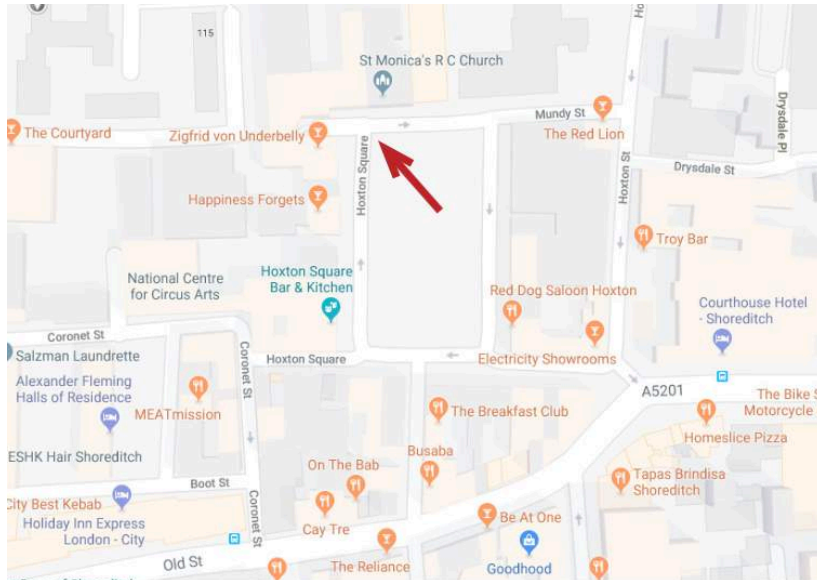 Ho
115
St Monica's R C Church
Drysdale Pl
The Courtyard
Zigfrid von Underbelly
Mundy St
The Red Lion
Hoxton Square
Hoxton St
Drysdale St
Happiness Forgets
Troy Bar
National Centre
for Circus Arts
Hoxton Square
Bar & Kitchen
Red Dog Saloon Hoxton
Courthouse Hotel
- Shoreditch
Coronet St
Salzman Laundrette
Coronet St
Hoxton Square
Electricity Showrooms
Alexander Fleming
Halls of Residence
MEATmission
A5201
The Bike S
Motorcycle
The Breakfast Club
Homeslice Pizza
ESHK Hair Shoreditch
On The Bab
Busaba
Tapas Brindisa
Shoreditch
Boot St
Coronet St
City Best Kebab
Holiday Inn Express
London - City
Cay Tre
Be At One
Old St
The Reliance
Goodhood